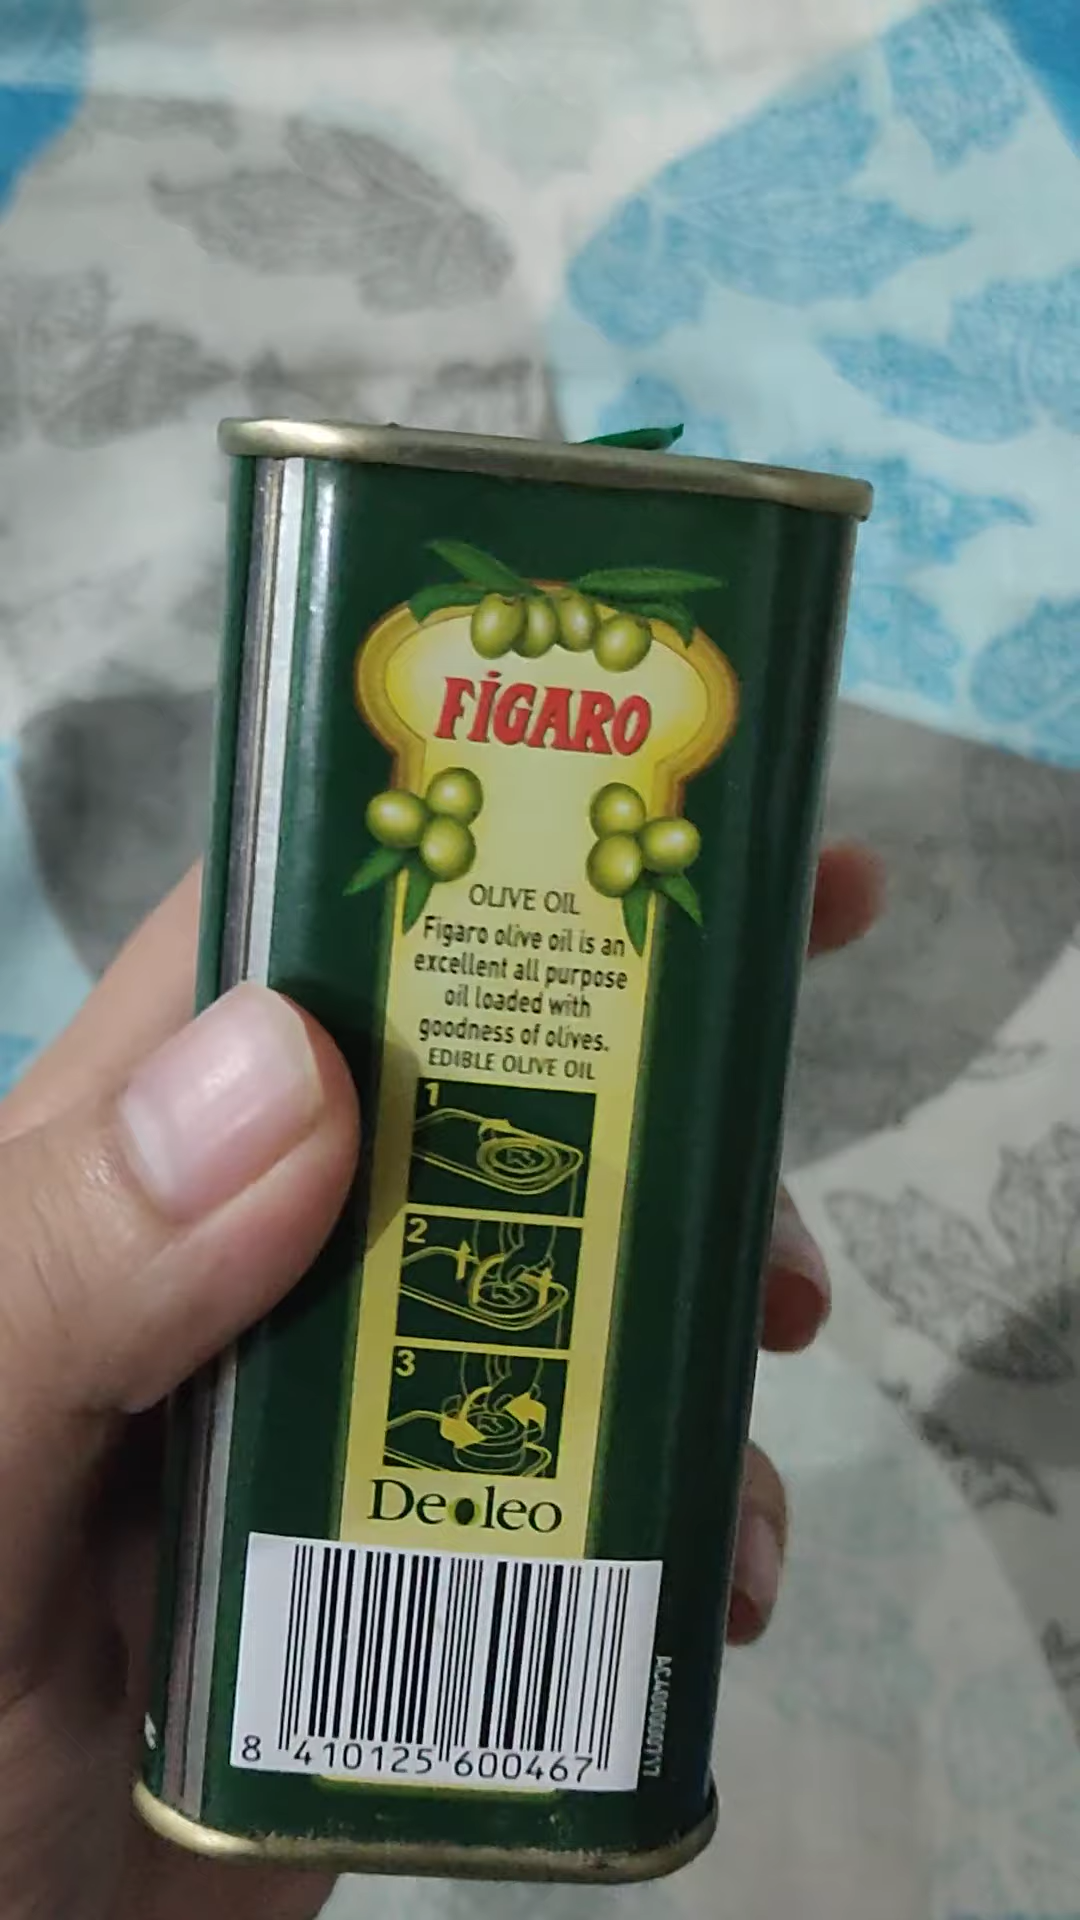 FÍGARO
OLIVE OIL
Figaro olive oil is an
excellent all purpose
oil loaded with
goodness of olives.
EDIBLE OLIVE OIL
1
2
3
Deoleo
8 410125 600467